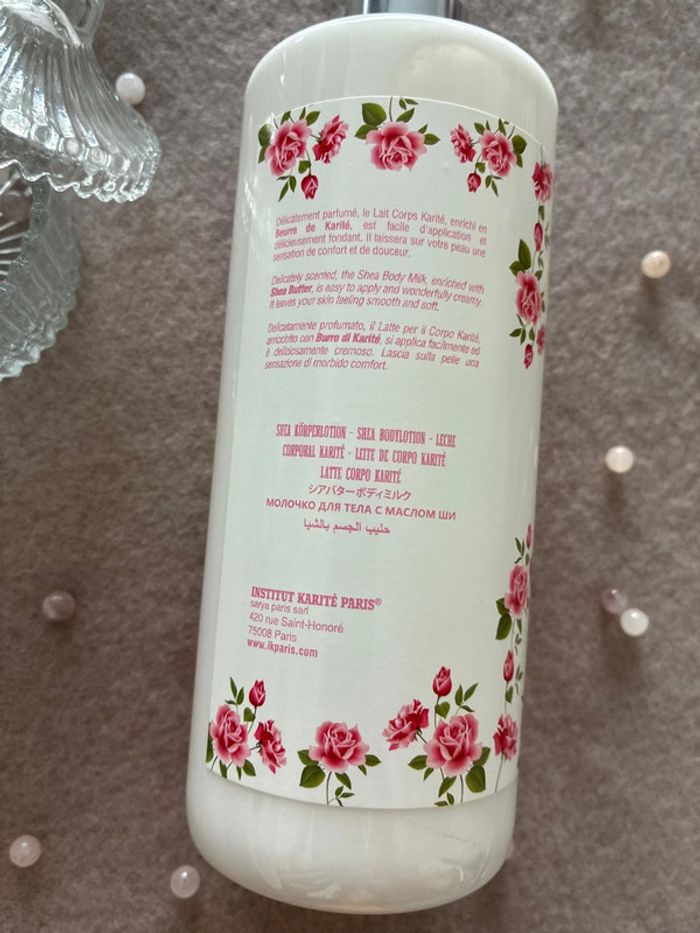 Délicatement parfumé, le Lait Corps Karité, enrichi en
Beurre de Karité, est facile d'application et
délicieusement fondant. Il laissera sur votre peau une
sensation de confort et de douceur.
Delicately scented, the Shea Body Milk, enriched with
Shea Butter, is easy to apply and wonderfully creamy.
It leaves your skin feeling smooth and soft.
Delicatamente profumato, il Latte per il Corpo Karité,
arricchito con Burro di Karité, si applica facilmente ed
è deliziosamente cremoso. Lascia sulla pelle una
sensazione di morbido comfort.
SHEA KÖRPERLOTION - SHEA BODYLOTION - LECHE
CORPORAL KARITÉ - LEITE DE CORPO KARITÉ
LATTE CORPO KARITÉ
シアバターボディミルク
МОЛОЧКО ДЛЯ ТЕЛА С МАСЛОМ ШИ
حليب الجسم بالشيا
INSTITUT KARITÉ PARIS®
sarya paris sarl
420 rue Saint-Honoré
75008 Paris
www.ikparis.com